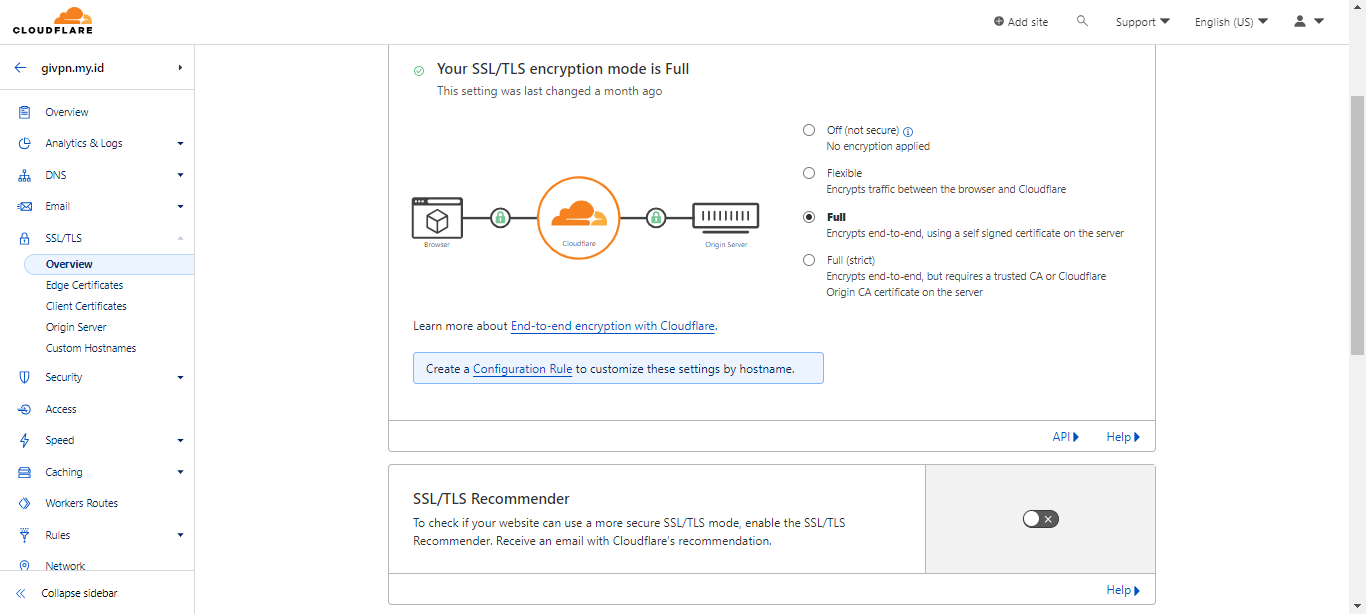 CLOUDFLARE
Add site
Support
English (US)
givpn.my.id
Overview
Analytics & Logs
DNS
Email
SSL/TLS
Overview
Edge Certificates
Client Certificates
Origin Server
Custom Hostnames
Security
Access
Speed
Caching
Workers Routes
Rules
Network
Collapse sidebar
Your SSL/TLS encryption mode is Full
This setting was last changed a month ago
Browser
Cloudflare
Origin Server
Off (not secure)
No encryption applied
Flexible
Encrypts traffic between the browser and Cloudflare
Full
Encrypts end-to-end, using a self signed certificate on the server
Full (strict)
Encrypts end-to-end, but requires a trusted CA or Cloudflare
Origin CA certificate on the server
Learn more about End-to-end encryption with Cloudflare.
Create a Configuration Rule to customize these settings by hostname.
API
Help
SSL/TLS Recommender
To check if your website can use a more secure SSL/TLS mode, enable the SSL/TLS
Recommender. Receive an email with Cloudflare's recommendation.
Help